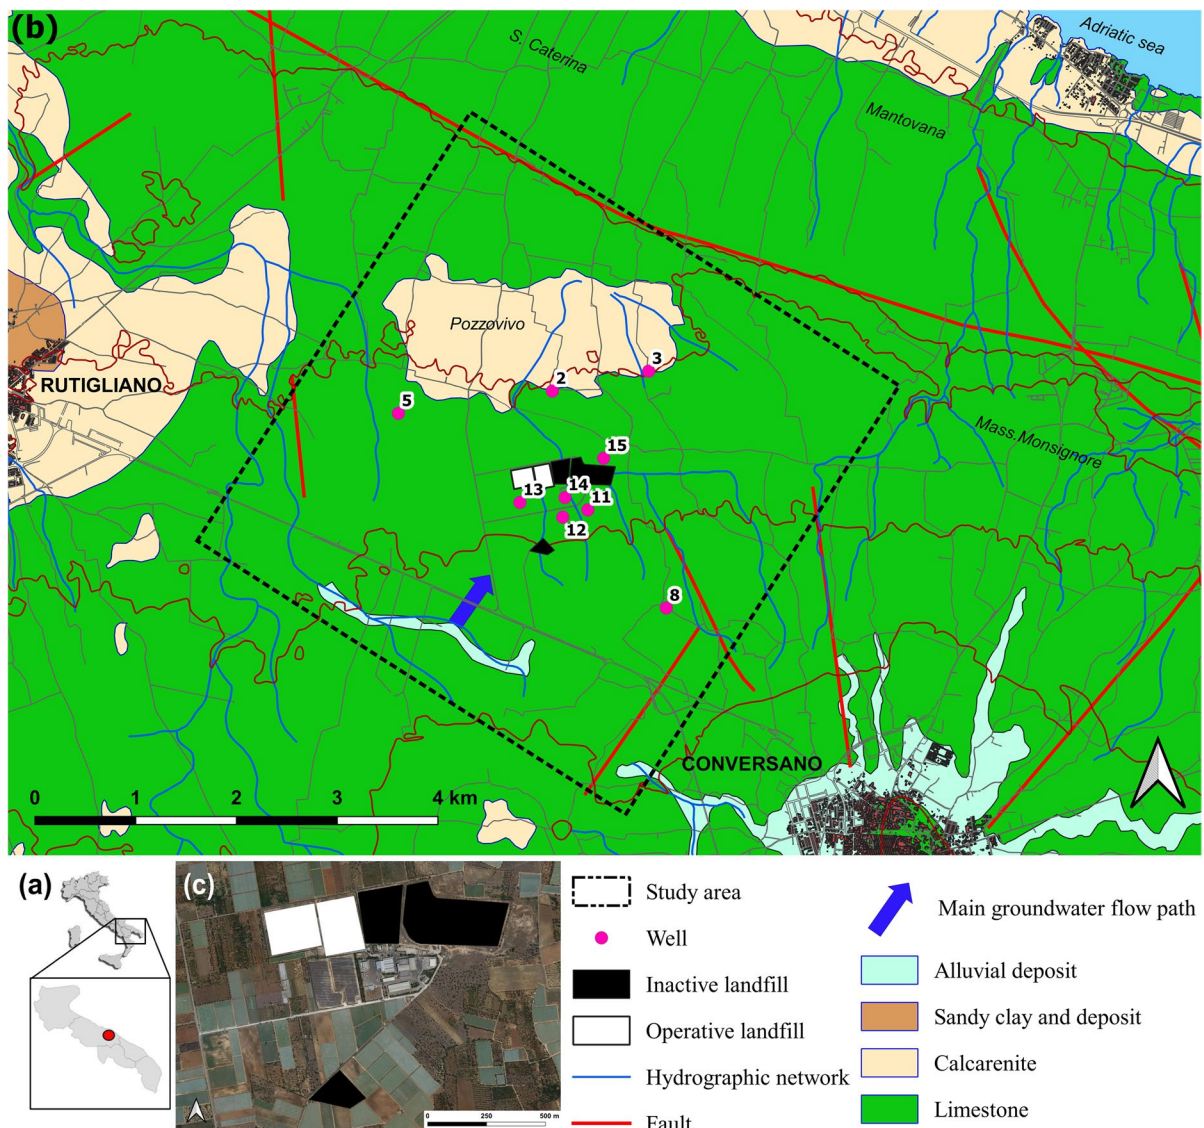 (b)
S. Caterina
Adriatic sea
Mantovana
Pozzovivo
3
2
RUTIGLIANO
5
Mass.Monsignore
15
13
14
11
12
8
CONVERSANO
0 1 2 3 4 km
(a)
(c)
0 250 500 m
Study area
Well
Inactive landfill
Operative landfill
Hydrographic network
Fault
Main groundwater flow path
Alluvial deposit
Sandy clay and deposit
Calcarenite
Limestone